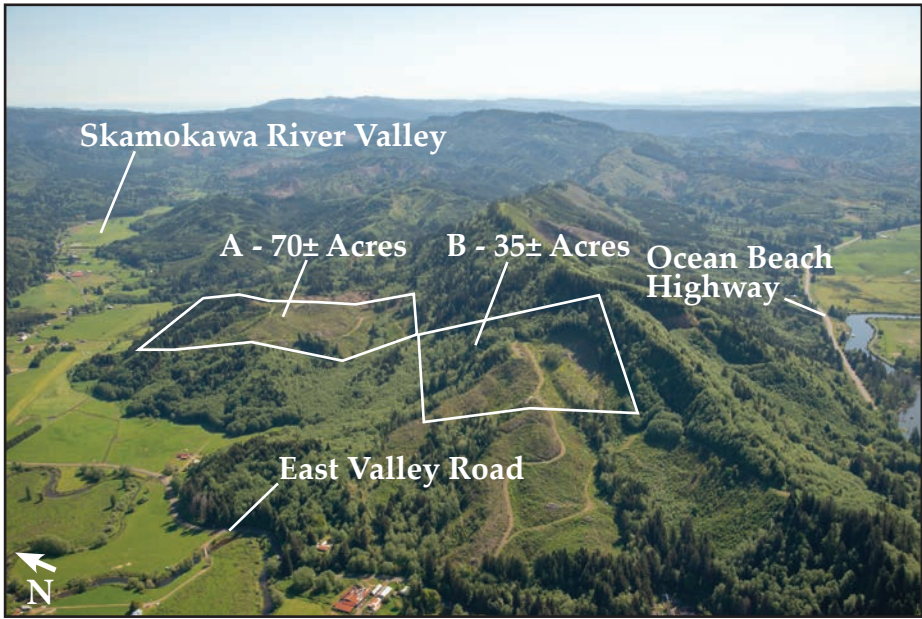 Skamokawa River Valley
A - 70± Acres
B - 35± Acres
Ocean Beach
Highway
East Valley Road
N